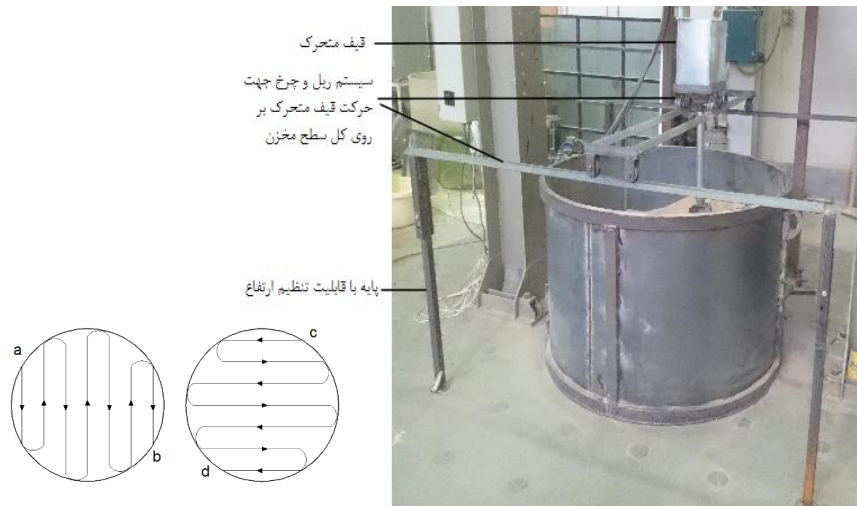 قیف متحرک
سیستم ریل و چرخ جهت
حرکت قیف متحرک بر
روی کل سطح مخزن
پایه با قابلیت تنظیم ارتفاع
a
b
c
d